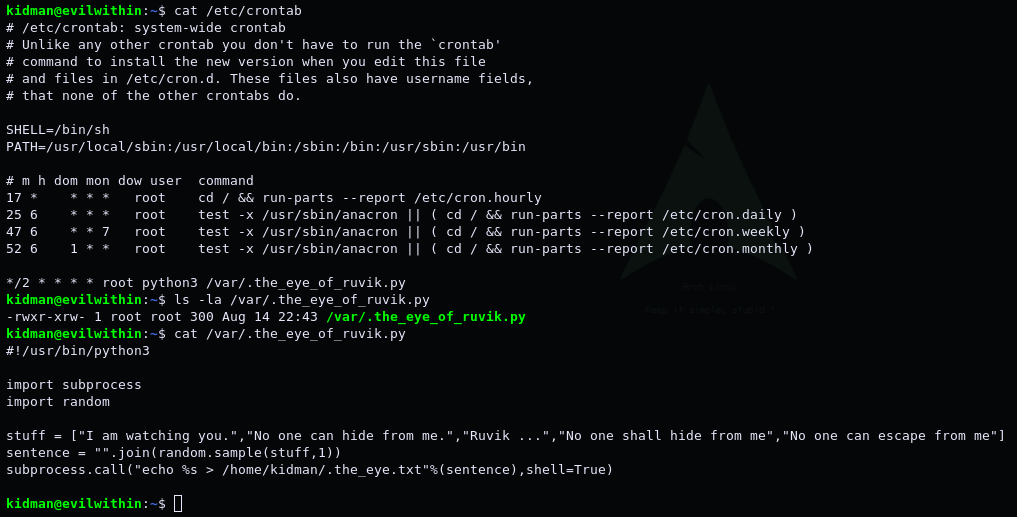 kidman@evilwithin:~$ cat /etc/crontab
# /etc/crontab: system-wide crontab
# Unlike any other crontab you don't have to run the `crontab'
# command to install the new version when you edit this file
# and files in /etc/cron.d. These files also have username fields,
# that none of the other crontabs do.

SHELL=/bin/sh
PATH=/usr/local/sbin:/usr/local/bin:/sbin:/bin:/usr/sbin:/usr/bin

# m h dom mon dow user  command
17 *    * * *   root    cd / && run-parts --report /etc/cron.hourly
25 6    * * *   root    test -x /usr/sbin/anacron || ( cd / && run-parts --report /etc/cron.daily )
47 6    * * 7   root    test -x /usr/sbin/anacron || ( cd / && run-parts --report /etc/cron.weekly )
52 6    1 * *   root    test -x /usr/sbin/anacron || ( cd / && run-parts --report /etc/cron.monthly )

*/2 * * * * root python3 /var/.the_eye_of_ruvik.py
kidman@evilwithin:~$ ls -la /var/.the_eye_of_ruvik.py
-rwxr-xrw- 1 root root 300 Aug 14 22:43 /var/.the_eye_of_ruvik.py
kidman@evilwithin:~$ cat /var/.the_eye_of_ruvik.py
#!/usr/bin/python3

import subprocess
import random

stuff = ["I am watching you.","No one can hide from me.","Ruvik ...","No one shall hide from me","No one can escape from me"]
sentence = "".join(random.sample(stuff,1))
subprocess.call("echo %s > /home/kidman/.the_eye.txt"%(sentence),shell=True)

kidman@evilwithin:~$